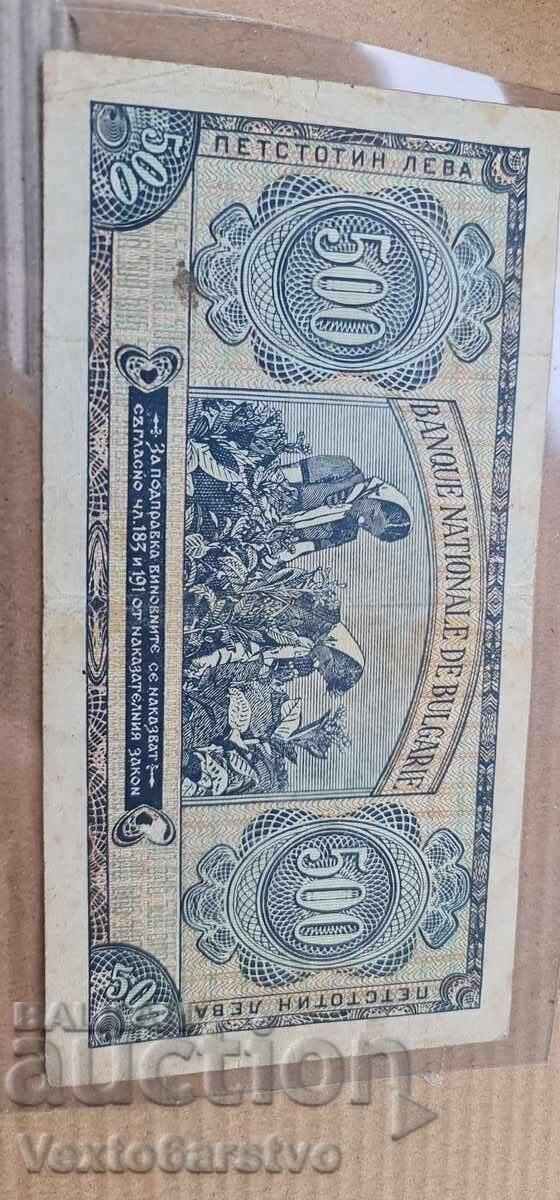 500
ПЕТСТОТИН ЛЕВА
500
BANQUE NATIONALE DE BULGARIE
500
ПЕТСТОТИН ЛЕВА
50
ЗА ПОДПРАВКА ВИНОВНИТЕ СЕ НАКАЗВАТ
СЪГЛАСНО ЧЛ. 183 И 191 ОТ НАКАЗАТЕЛНИЯ ЗАКОН
auction
Vexto6arstvo